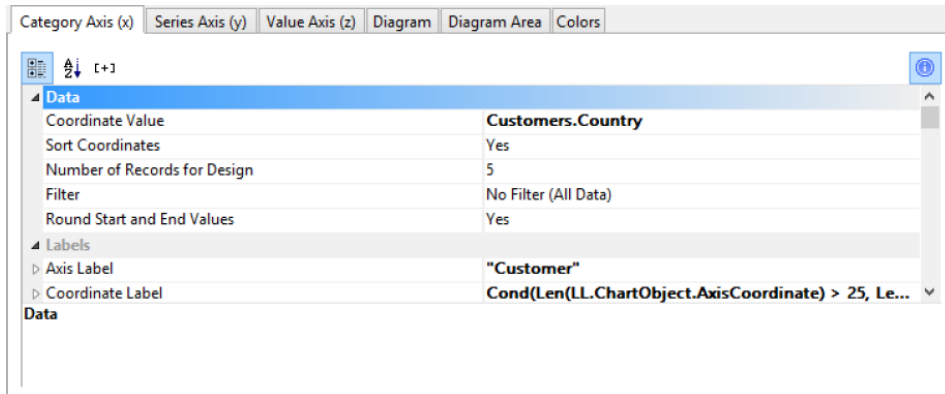 Category Axis (x) Series Axis (y) Value Axis (z) Diagram Diagram Area Colors
A Z [+]
Data
Coordinate Value Customers.Country
Sort Coordinates Yes
Number of Records for Design 5
Filter No Filter (All Data)
Round Start and End Values Yes
Labels
Axis Label "Customer"
Coordinate Label Cond(Len(LL.ChartObject.AxisCoordinate) > 25, Le...
Data